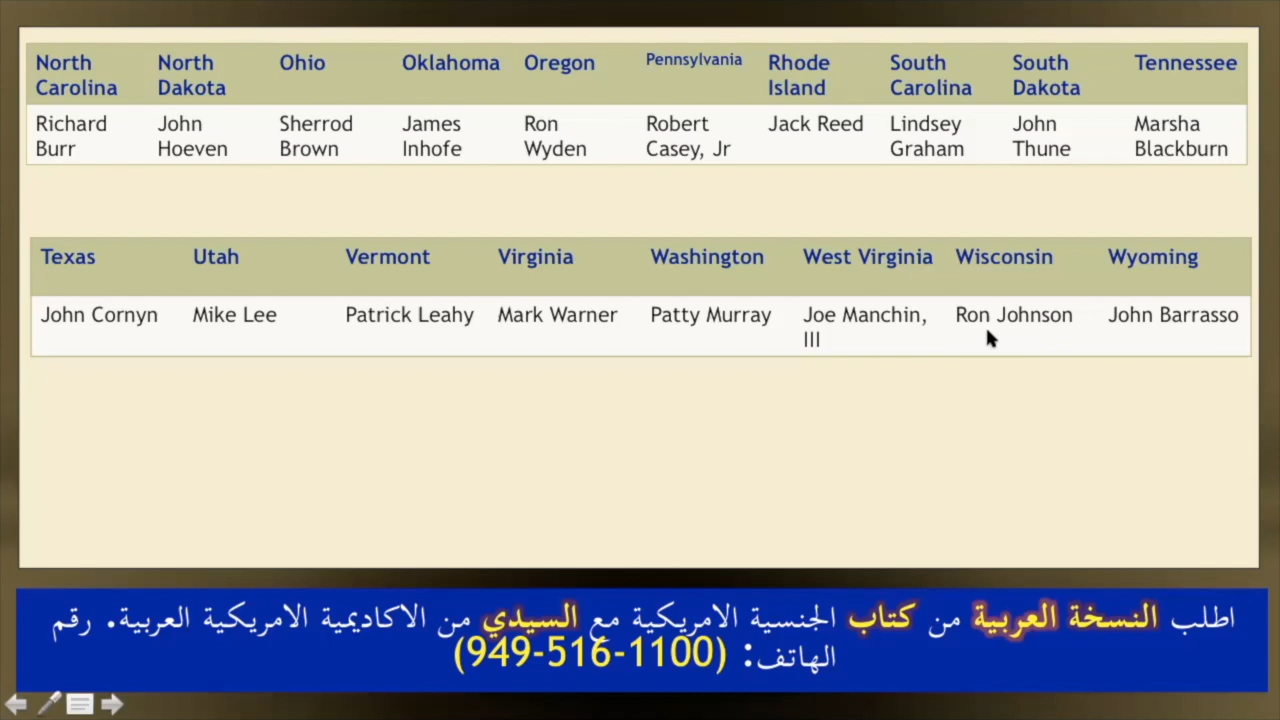 North North Ohio Oklahoma Oregon Pennsylvania Rhode South South Tennessee
Carolina Dakota Island Carolina Dakota
Richard John Sherrod James Ron Robert Jack Reed Lindsey John Marsha
Burr Hoeven Brown Inhofe Wyden Casey, Jr Graham Thune Blackburn
Texas Utah Vermont Virginia Washington West Virginia Wisconsin Wyoming
John Cornyn Mike Lee Patrick Leahy Mark Warner Patty Murray Joe Manchin, Ron Johnson John Barrasso
III
اطلب النسخة العربية من كتاب الجنسية الامريكية مع السيدي من الاكاديمية الامريكية العربية. رقم
الهاتف: (949-516-1100)